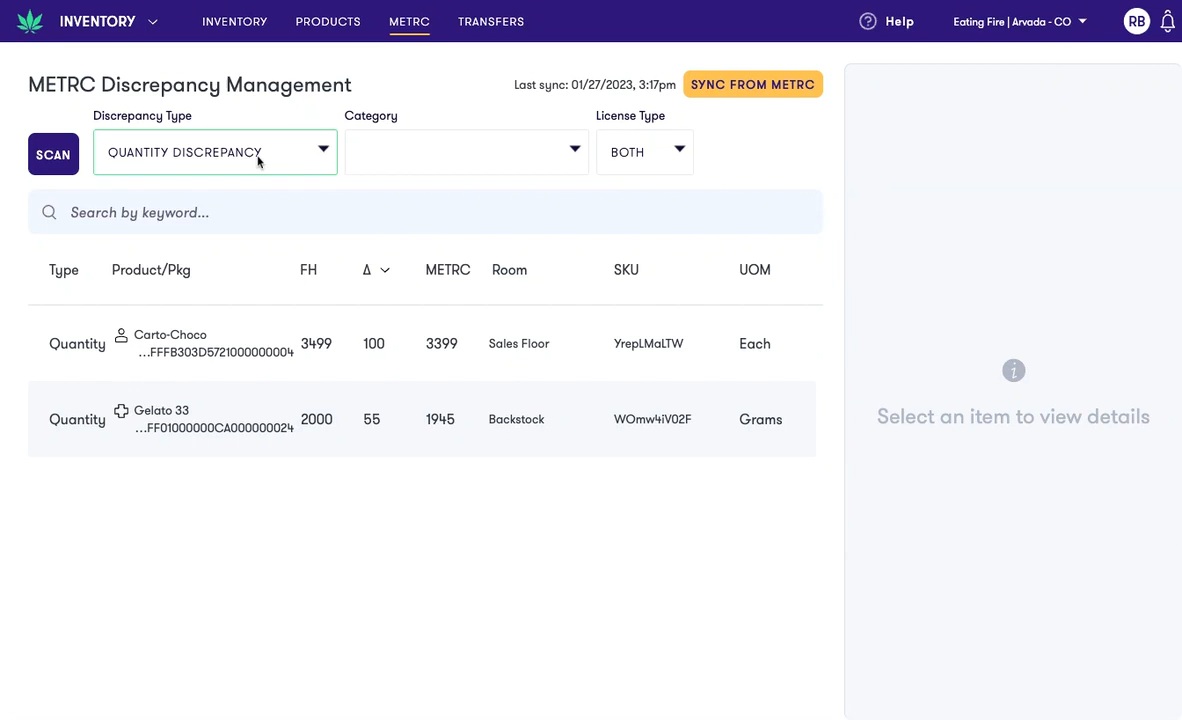 INVENTORY
INVENTORY PRODUCTS METRC TRANSFERS
Help
Eating Fire | Arvada - CO
RB
METRC Discrepancy Management
Last sync: 01/27/2023, 3:17pm
SYNC FROM METRC
Discrepancy Type Category License Type
SCAN
QUANTITY DISCREPANCY
BOTH
Search by keyword...
Type Product/Pkg FH Δ METRC Room SKU UOM
Quantity Carto-Choco 3499 100 3399 Sales Floor YrepLMaLTW Each
...FFFB303D5721000000004
Quantity Gelato 33 2000 55 1945 Backstock WOmw4iV02F Grams
...FF01000000CA000000024
Select an item to view details